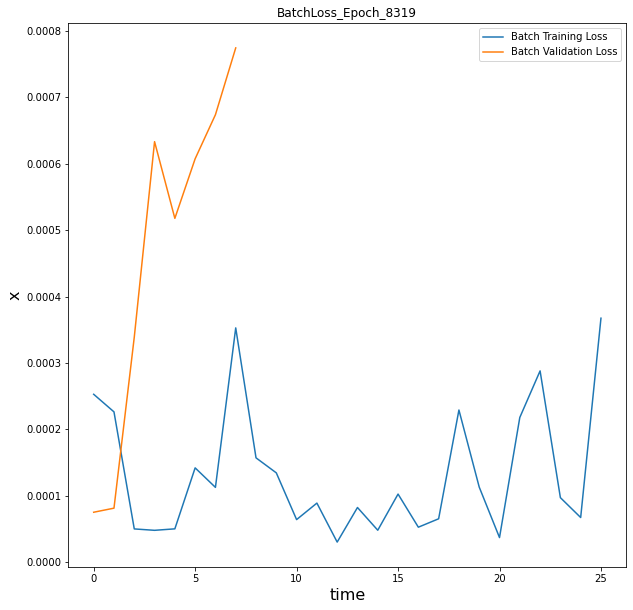 BatchLoss_Epoch_8319
Batch Training Loss
Batch Validation Loss
0.0008
0.0007
0.0006
0.0005
0.0004
0.0003
0.0002
0.0001
0.0000
x
0 5 10 15 20 25
time